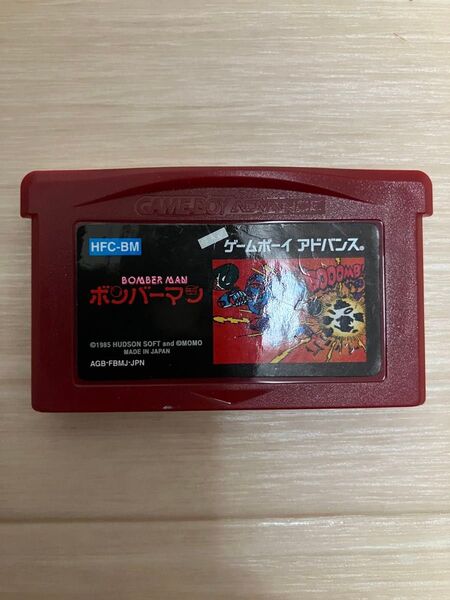 GAME BOY ADVANCE
HFC-BM
ゲームボーイ アドバンス®
BOMBER MAN
ボンバーマン
BOOOMB!
©1985 HUDSON SOFT and ©MOMO
MADE IN JAPAN
AGB-FBMJ-JPN